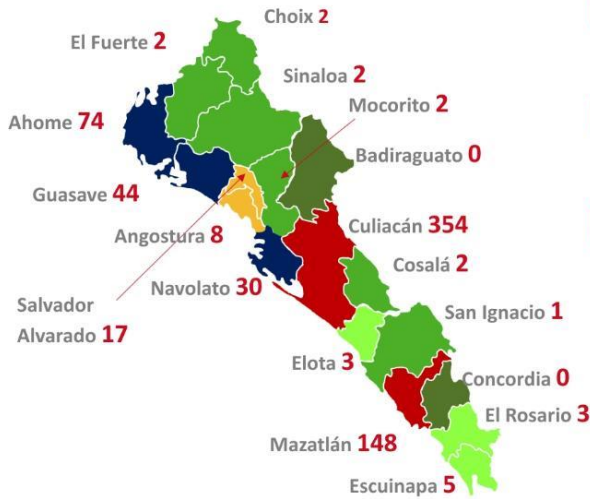 Choix 2
El Fuerte 2
Sinaloa 2
Mocorito 2
Ahome 74
Badiraguato 0
Guasave 44
Culiacán 354
Angostura 8
Cosalá 2
Navolato 30
Salvador
Alvarado 17
San Ignacio 1
Elota 3
Concordia 0
El Rosario 3
Mazatlán 148
Escuinapa 5